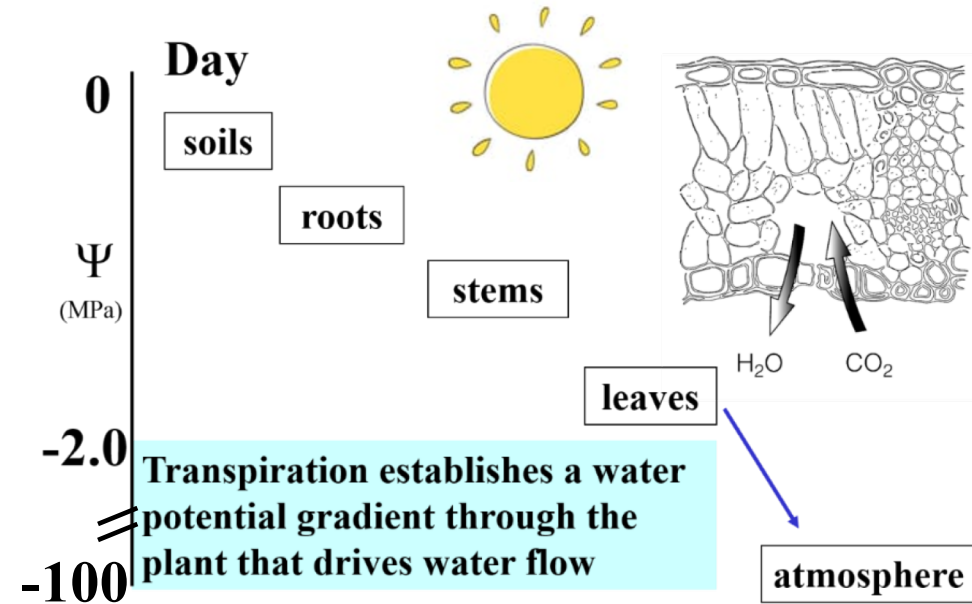 Day
0
soils
roots
Ψ
(MPa)
stems
H₂O
CO₂
leaves
-2.0
Transpiration establishes a water
potential gradient through the
plant that drives water flow
-100
atmosphere